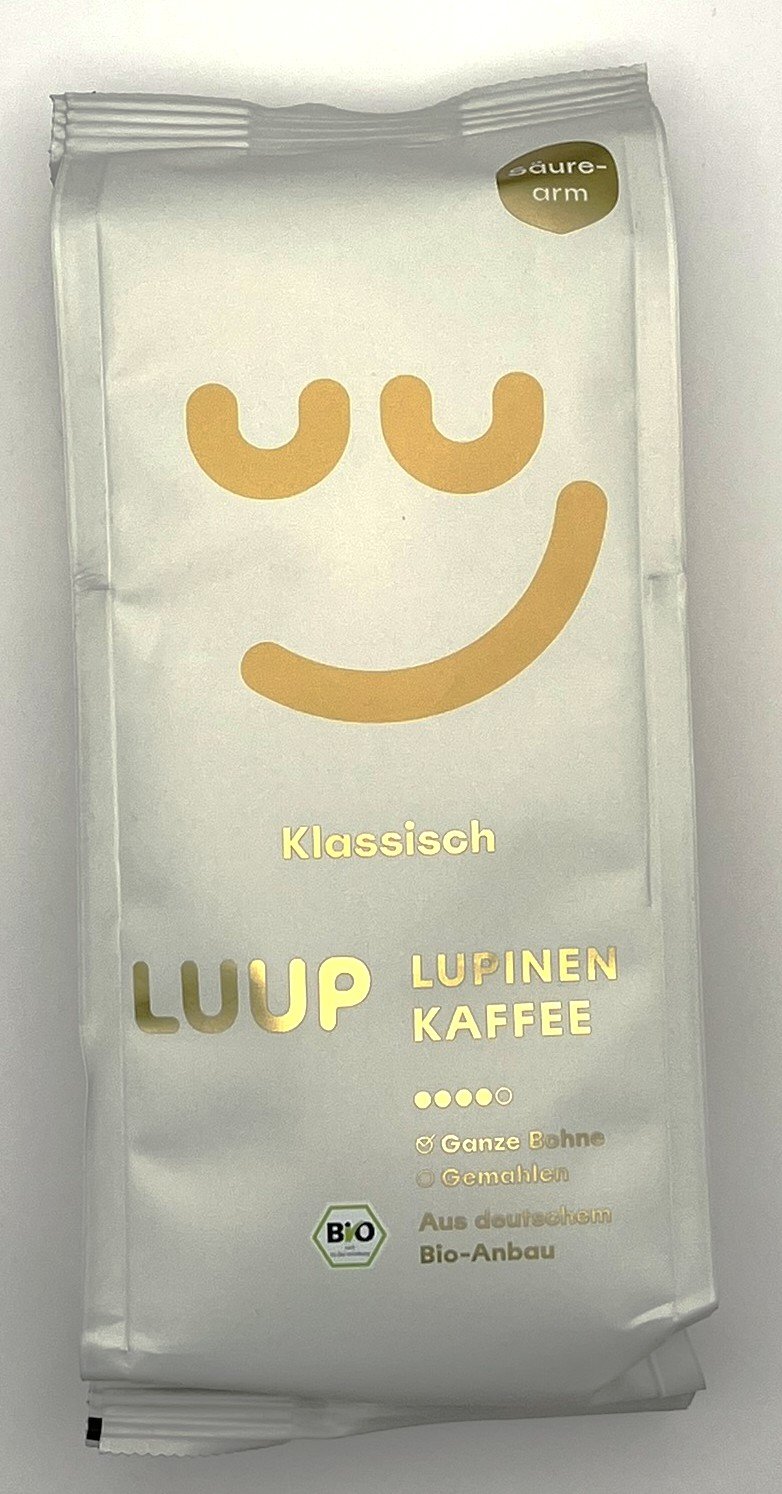 säure-
arm
Klassisch
LUUP
LUPINEN
KAFFEE
Ganze Bohne
Gemahlen
Aus deutschem
Bio-Anbau
Bio